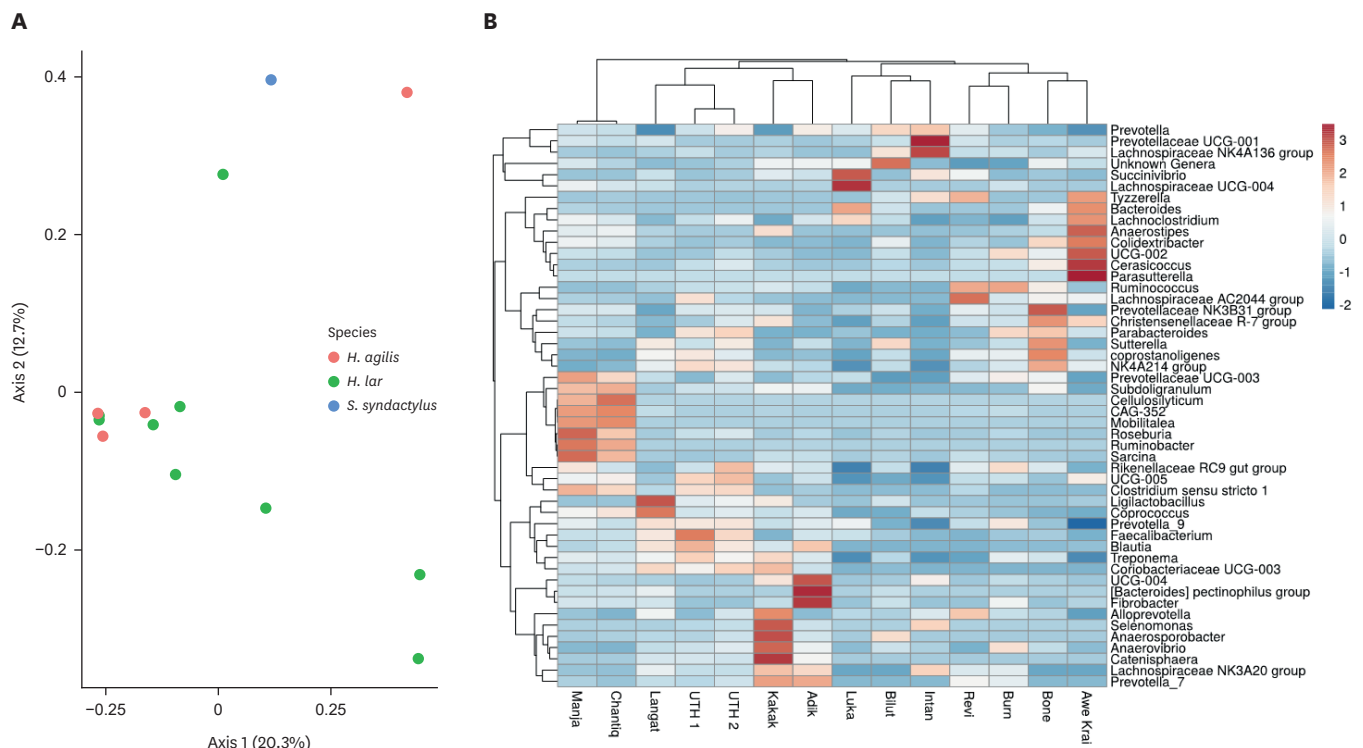 A
B
0.4
0.2
0
−0.2
Axis 2 (12.7%)
−0.25
0
0.25
Axis 1 (20.3%)
Species
H. agilis
H. lar
S. syndactylus
Prevotella
Prevotellaceae UCG-001
Lachnospiraceae NK4A136 group
Unknown Genera
Succinivibrio
Lachnospiraceae UCG-004
Tyzzerella
Bacteroides
Lachnoclostridium
Anaerostipes
Colidextribacter
UCG-002
Cerasicoccus
Parasutterella
Ruminococcus
Lachnospiraceae AC2044 group
Prevotellaceae NK3B31 group
Christensenellaceae R-7 group
Parabacteroides
Sutterella
coprostanoligenes
NK4A214 group
Prevotellaceae UCG-003
Subdoligranulum
Cellulosilyticum
CAG-352
Mobilitalea
Roseburia
Ruminobacter
Sarcina
Rikenellaceae RC9 gut group
UCG-005
Clostridium sensu stricto 1
Ligilactobacillus
Coprococcus
Prevotella_9
Faecalibacterium
Blautia
Treponema
Coriobacteriaceae UCG-003
UCG-004
[Bacteroides] pectinophilus group
Fibrobacter
Alloprevotella
Selenomonas
Anaerosporobacter
Anaerovibrio
Catenisphaera
Lachnospiraceae NK3A20 group
Prevotella_7
Manja
Chantiq
Langat
UTH 1
UTH 2
Kakak
Adik
Luka
Bilut
Intan
Revi
Burn
Bone
Awe Krai
3
2
1
0
-1
-2